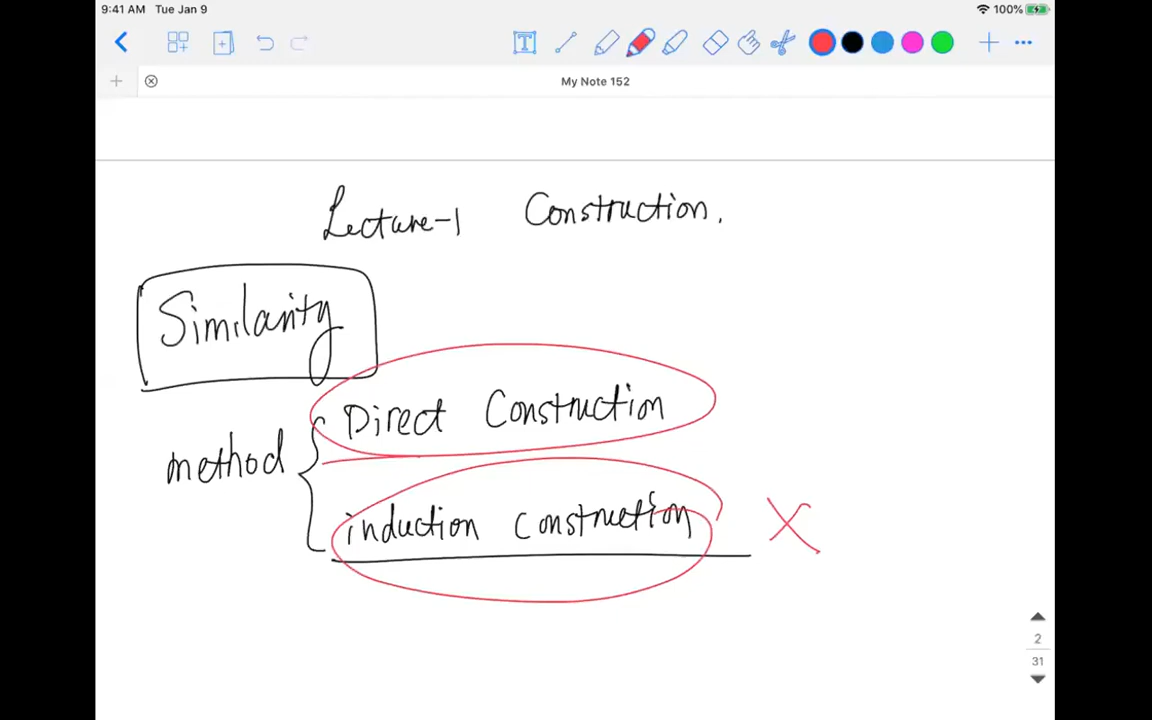 9:41 AM Tue Jan 9
100%
T
My Note 152
Lecture-1 Construction.
Similarity
Direct Construction
method
induction construction X
2
31